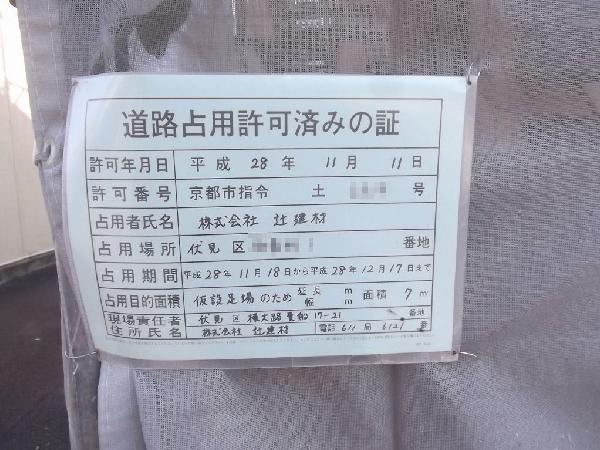 道路占用許可済みの証
許可年月日 平成 28 年 11 月 11 日
許可番号 京都市指令 土 号
占用者氏名 株式会社 辻建材
占用場所 伏見区 番地
占用期間 平成28年11月18日から平成28年12月17日まで
占用目的面積 仮設足場のため 延長 m 幅 m 面積 7 ㎡
現場責任者 伏見区横大路 17-21 番地
住所氏名 株式会社 辻建材 電話 611 局 6121 番